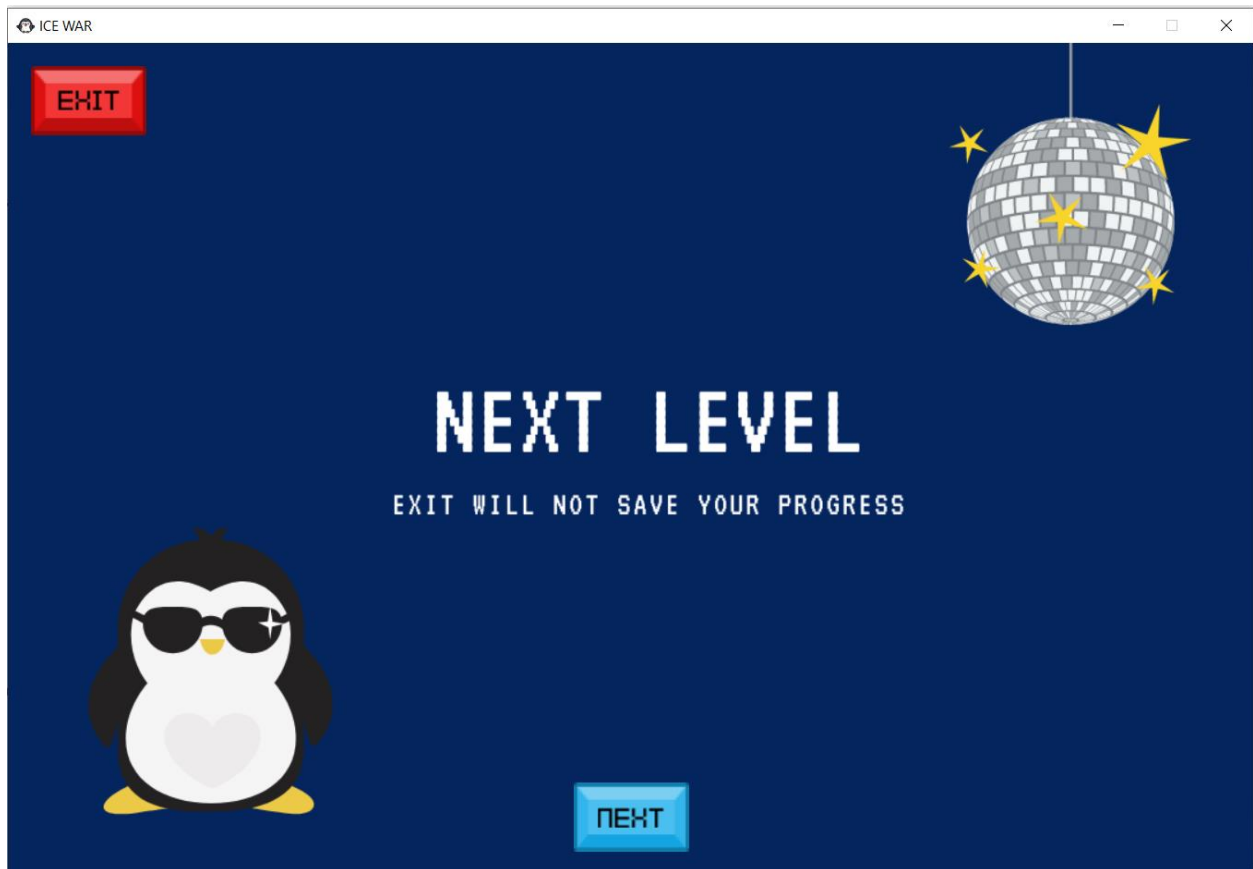 ICE WAR
EXIT
NEXT LEVEL
EXIT WILL NOT SAVE YOUR PROGRESS
NEXT